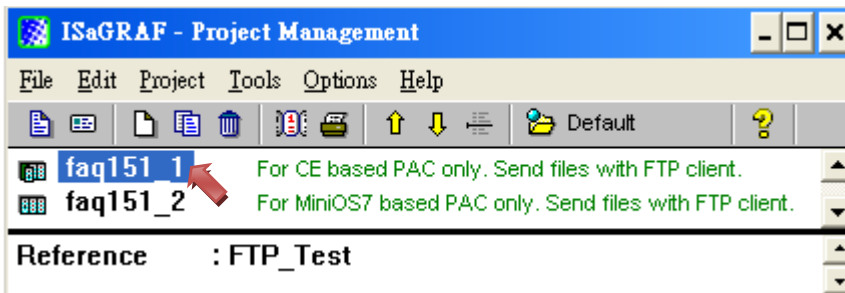 ISaGRAF - Project Management
File Edit Project Tools Options Help
Default
faq151_1 For CE based PAC only. Send files with FTP client.
faq151_2 For MiniOS7 based PAC only. Send files with FTP client.
Reference : FTP_Test